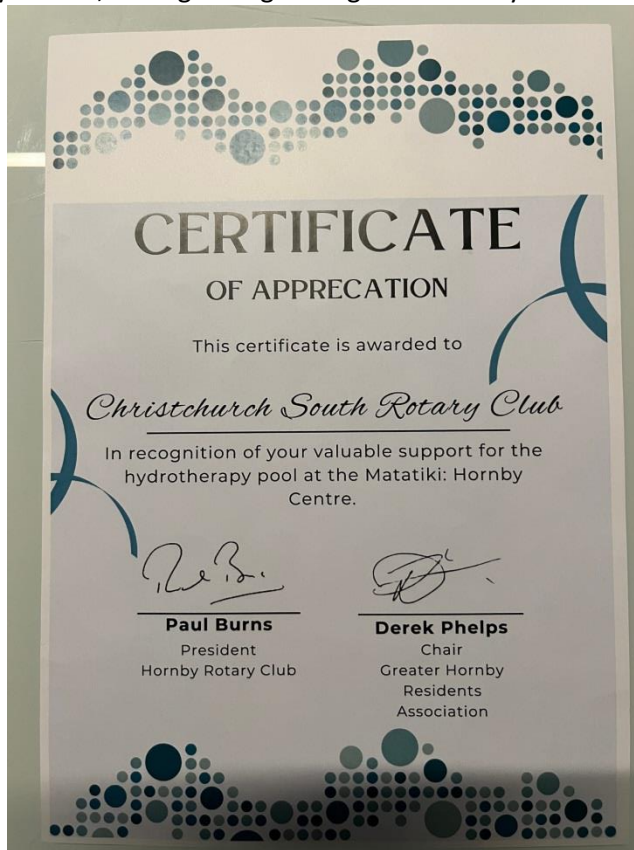 CERTIFICATE
OF APPRECATION
This certificate is awarded to
Christchurch South Rotary Club
In recognition of your valuable support for the
hydrotherapy pool at the Matatiki: Hornby
Centre.
Paul Burns
President
Hornby Rotary Club
Derek Phelps
Chair
Greater Hornby
Residents
Association